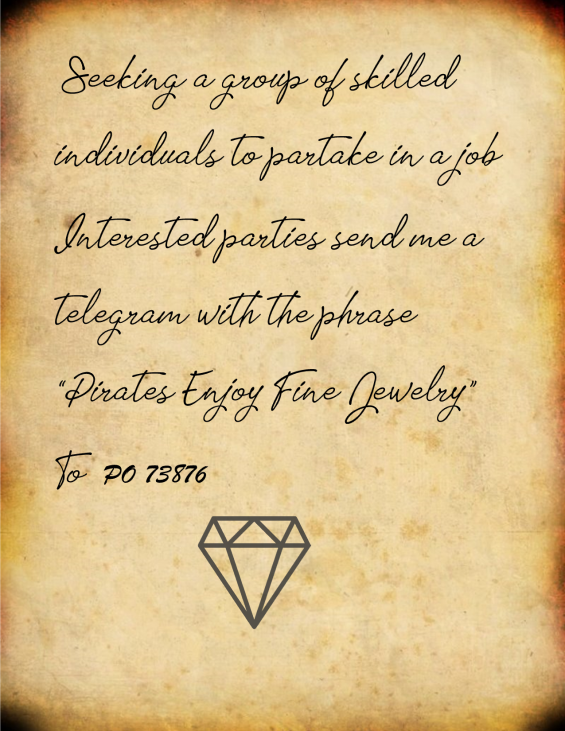 Seeking a group of skilled
individuals to partake in a job
Interested parties send me a
telegram with the phrase
“Pirates Enjoy Fine Jewelry”
To PO 73876